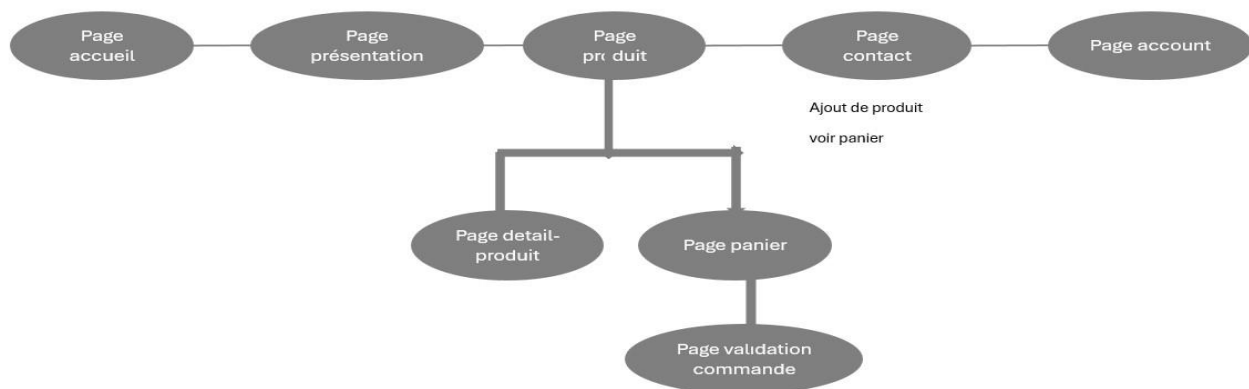 Page
accueil
Page
présentation
Page
produit
Page
contact
Page account
Ajout de produit
voir panier
Page detail-
produit
Page panier
Page validation
commande